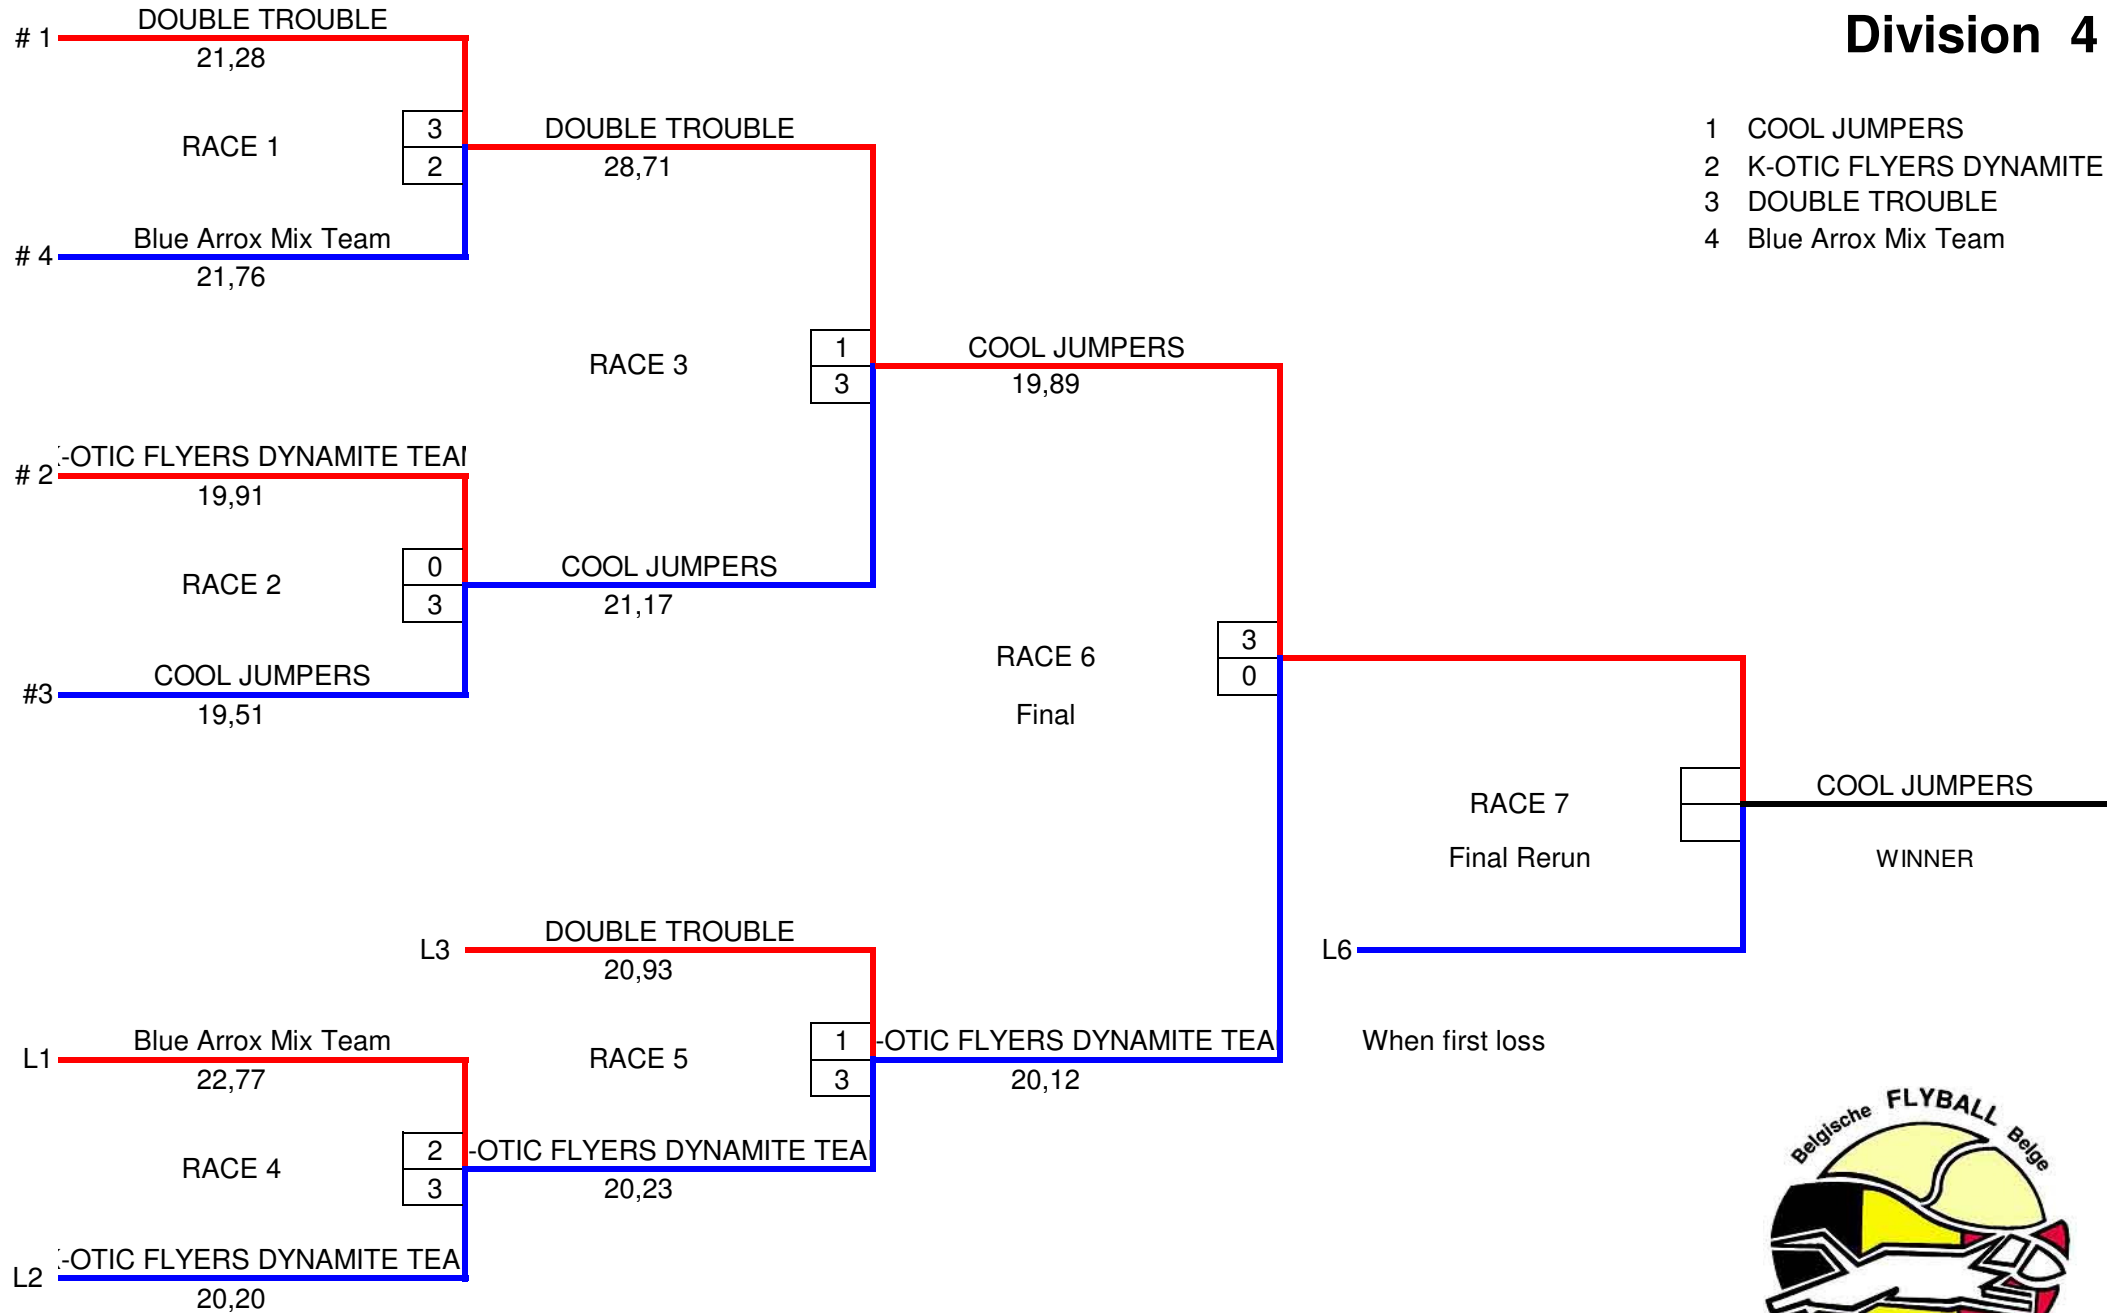 Division 4
1 COOL JUMPERS
2 K-OTIC FLYERS DYNAMITE
3 DOUBLE TROUBLE
4 Blue Arrox Mix Team
# 1
DOUBLE TROUBLE
21,28
RACE 1
3
2
# 4
Blue Arrox Mix Team
21,76
DOUBLE TROUBLE
28,71
RACE 3
1
3
COOL JUMPERS
19,89
# 2
-OTIC FLYERS DYNAMITE TEAM
19,91
RACE 2
0
3
COOL JUMPERS
21,17
#3
COOL JUMPERS
19,51
RACE 6
3
0
Final
RACE 7
Final Rerun
COOL JUMPERS
WINNER
L3
DOUBLE TROUBLE
20,93
L6
L1
Blue Arrox Mix Team
22,77
RACE 5
1
3
-OTIC FLYERS DYNAMITE TEA
20,12
When first loss
RACE 4
2
3
-OTIC FLYERS DYNAMITE TEA
20,23
L2
-OTIC FLYERS DYNAMITE TEA
20,20
Belgische FLYBALL Belge